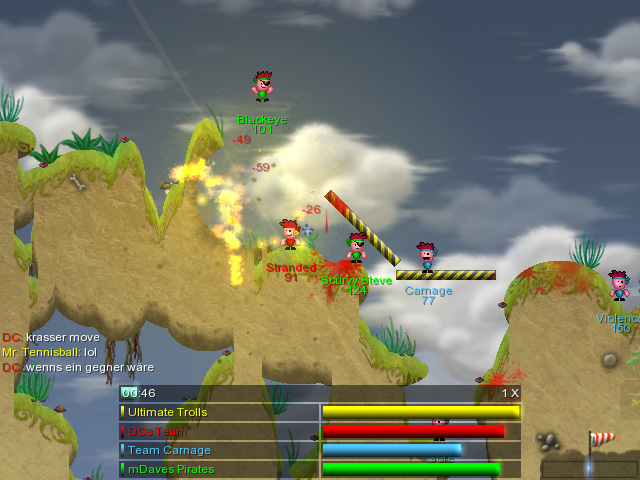 Blackeye
101
-49
-59
-26
Stranded
91
Scurvy Steve
124
Carnage
77
Violence
150
DC: krasser move
Mr. Tennisball: lol
DC: wenns ein gegner wäre
00:46
1 X
Ultimate Trolls
DCs Team
Team Carnage
mDaves Pirates